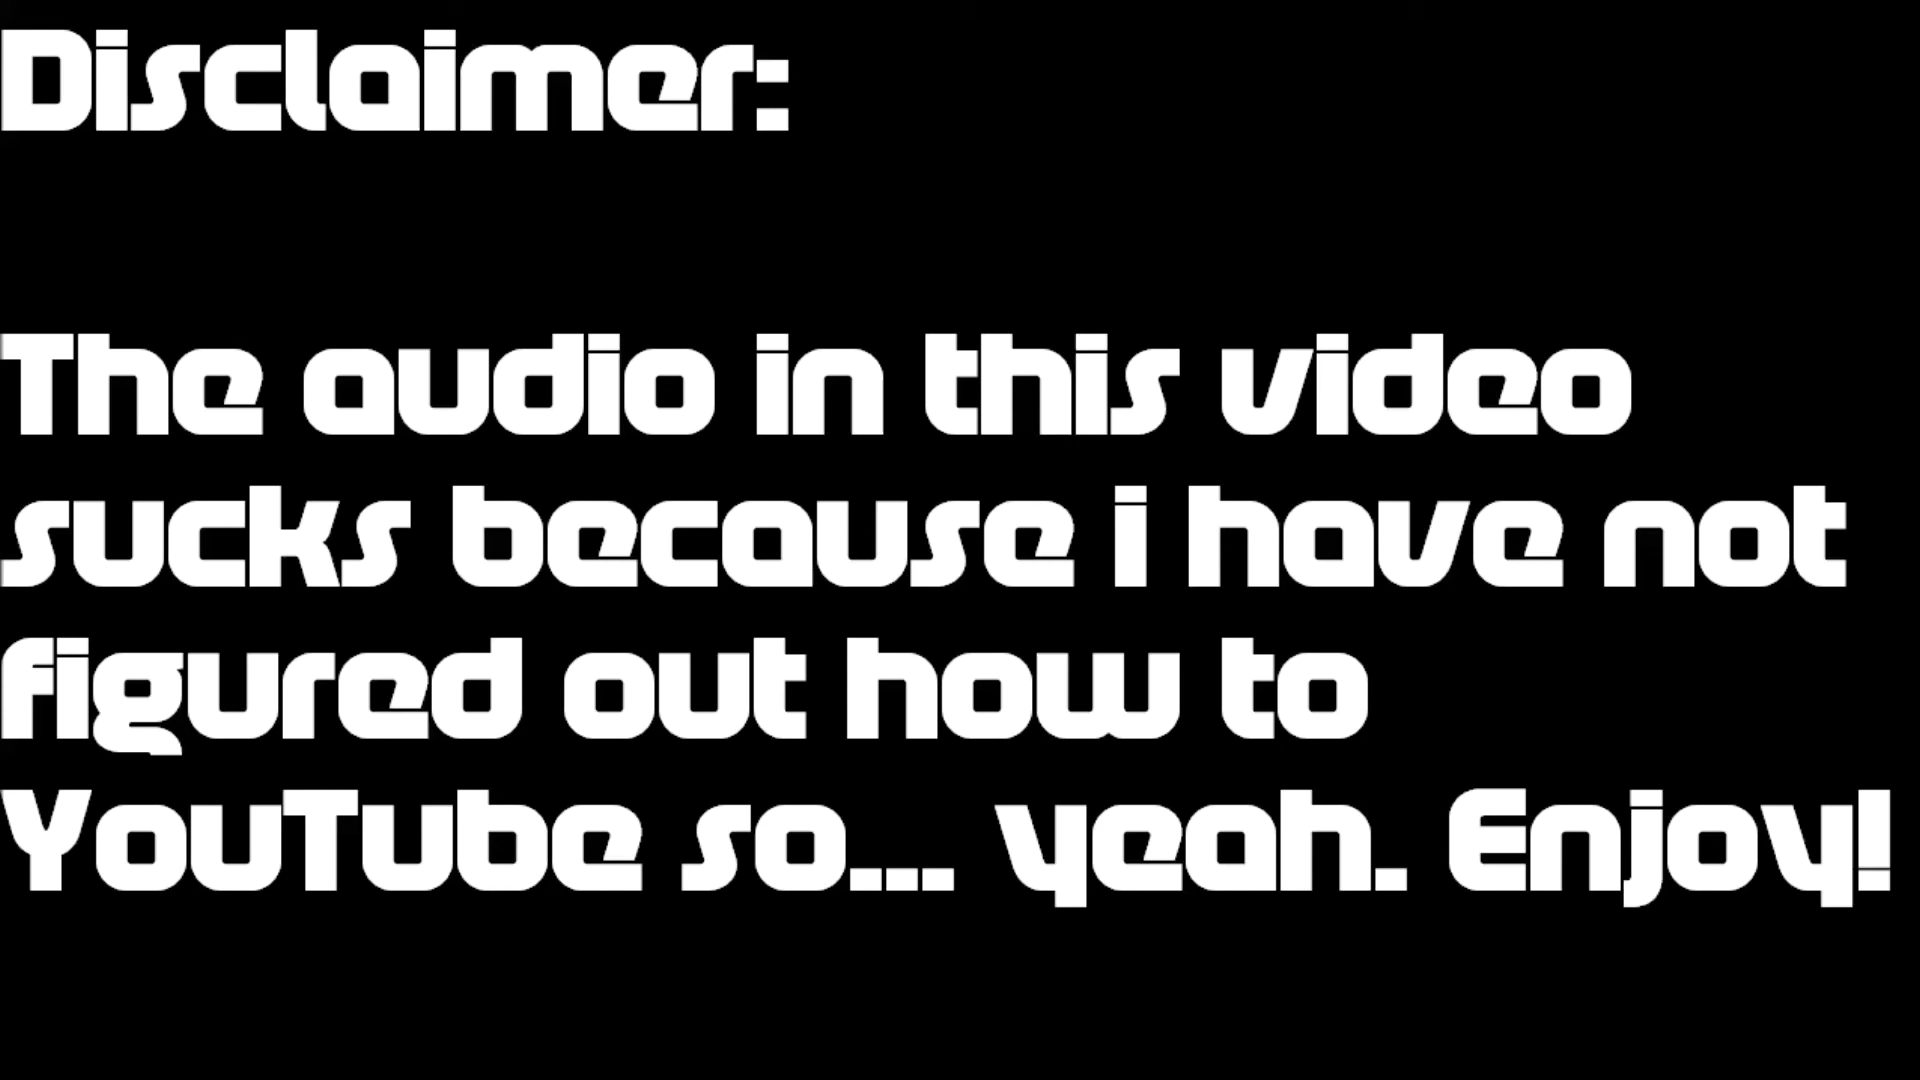 Disclaimer:
The audio in this video
sucks because i have not
figured out how to
YouTube so... yeah. Enjoy!